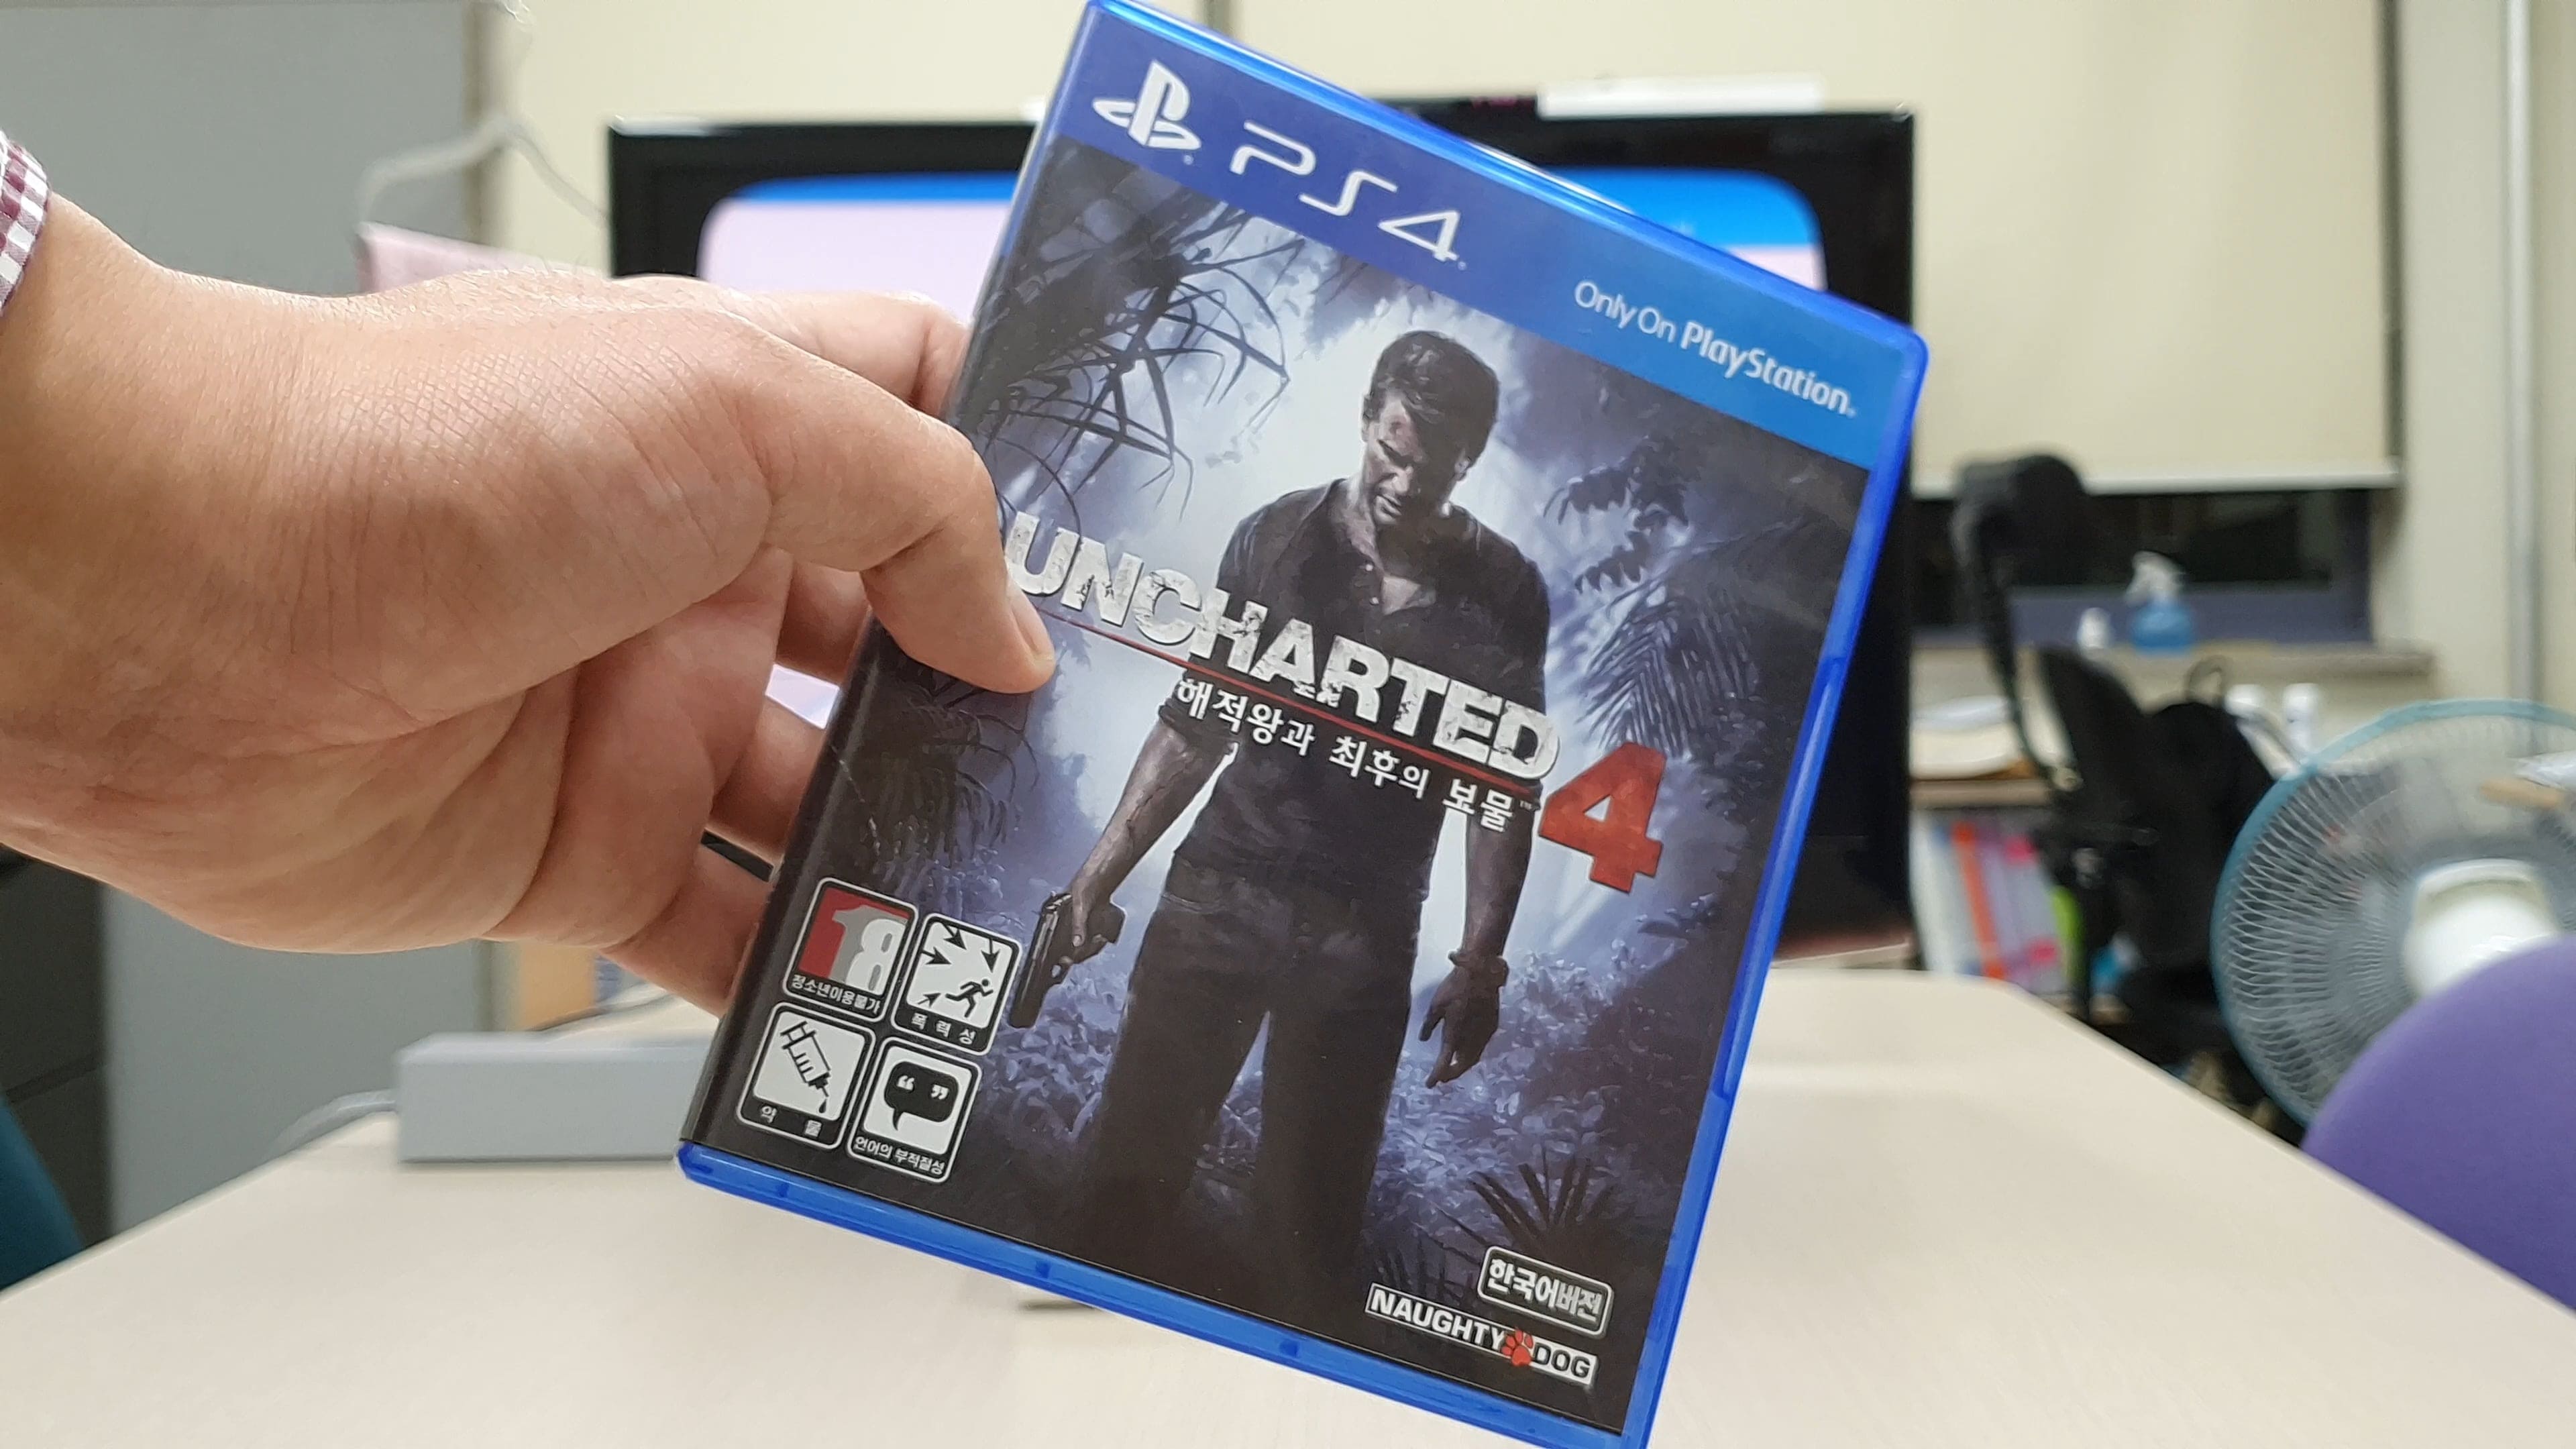 PS4
Only On PlayStation
UNCHARTED 4
해적왕과 최후의 보물™
18
청소년이용불가
폭력성
약물
언어의 부적절성
한국어버전
NAUGHTY DOG